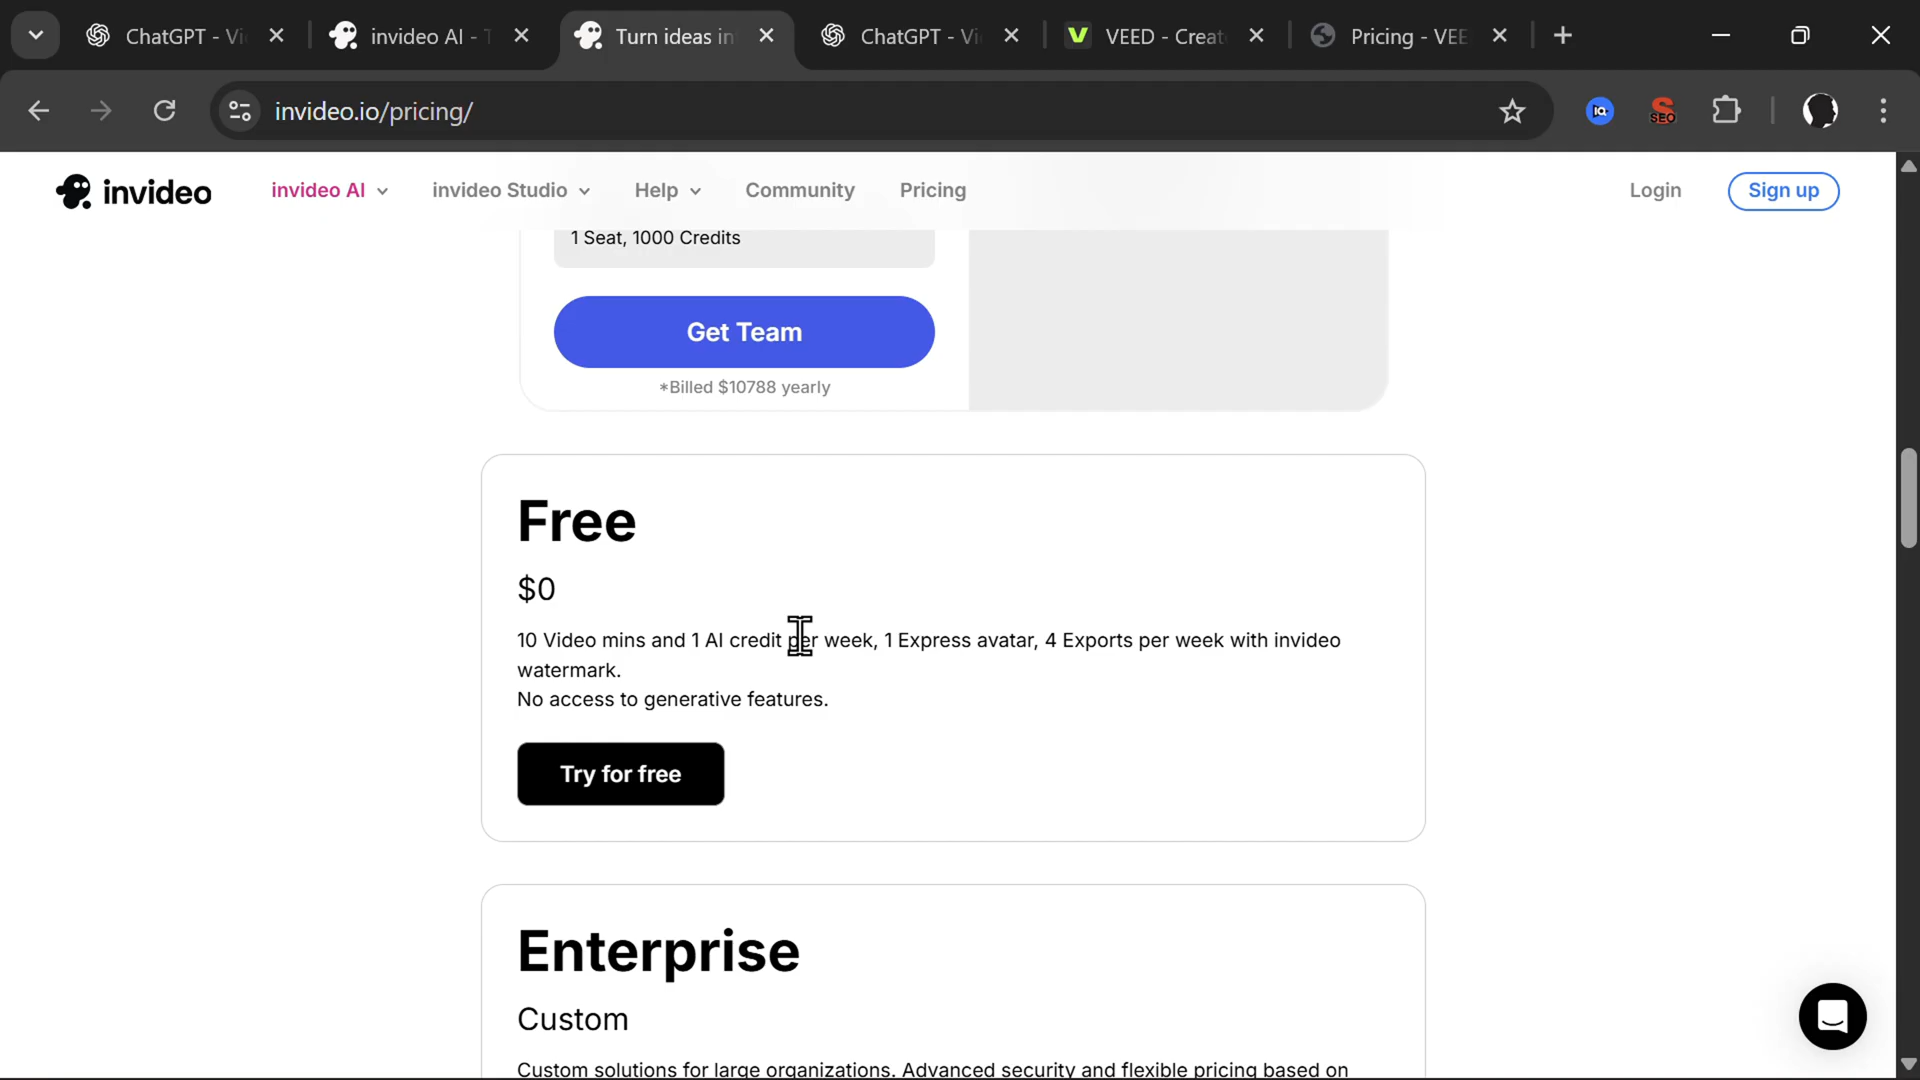 ChatGPT - Vi
invideo AI - T
Turn ideas in
ChatGPT - Vi
VEED - Creat
Pricing - VEE
invideo.io/pricing/
SEO
invideo
invideo AI
invideo Studio
Help
Community
Pricing
Login
Sign up
1 Seat, 1000 Credits
Get Team
*Billed $10788 yearly
Free
$0
10 Video mins and 1 AI credit per week, 1 Express avatar, 4 Exports per week with invideo
watermark.
No access to generative features.
Try for free
Enterprise
Custom
Custom solutions for large organizations. Advanced security and flexible pricing based on